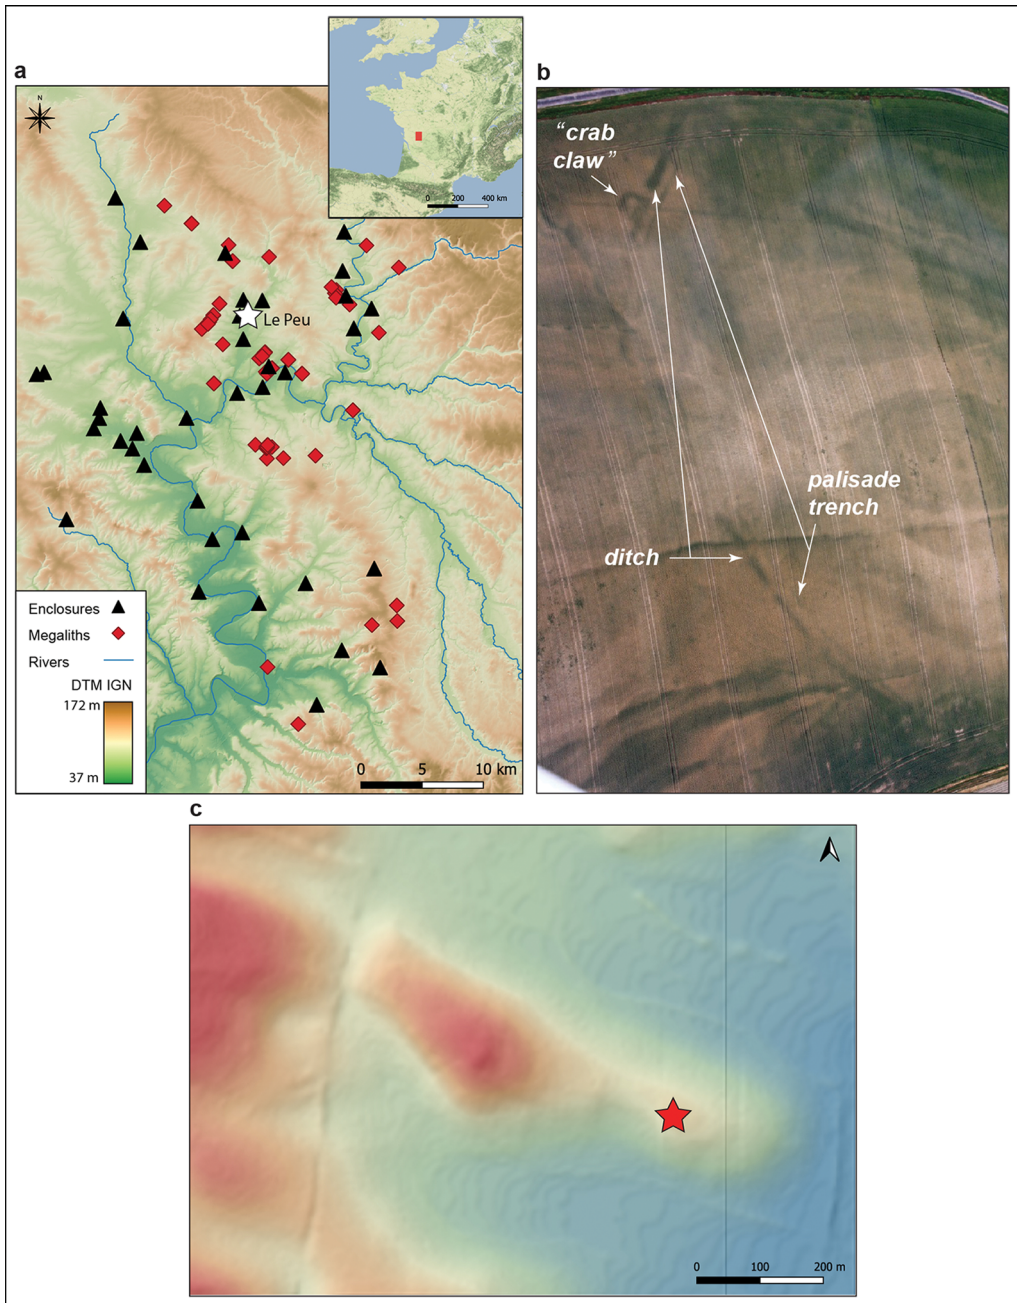 a
N
0 200 400 km
Le Peu
Enclosures
Megaliths
Rivers
DTM IGN
172 m
37 m
0 5 10 km
b
“crab
claw”
palisade
trench
ditch
c
0 100 200 m